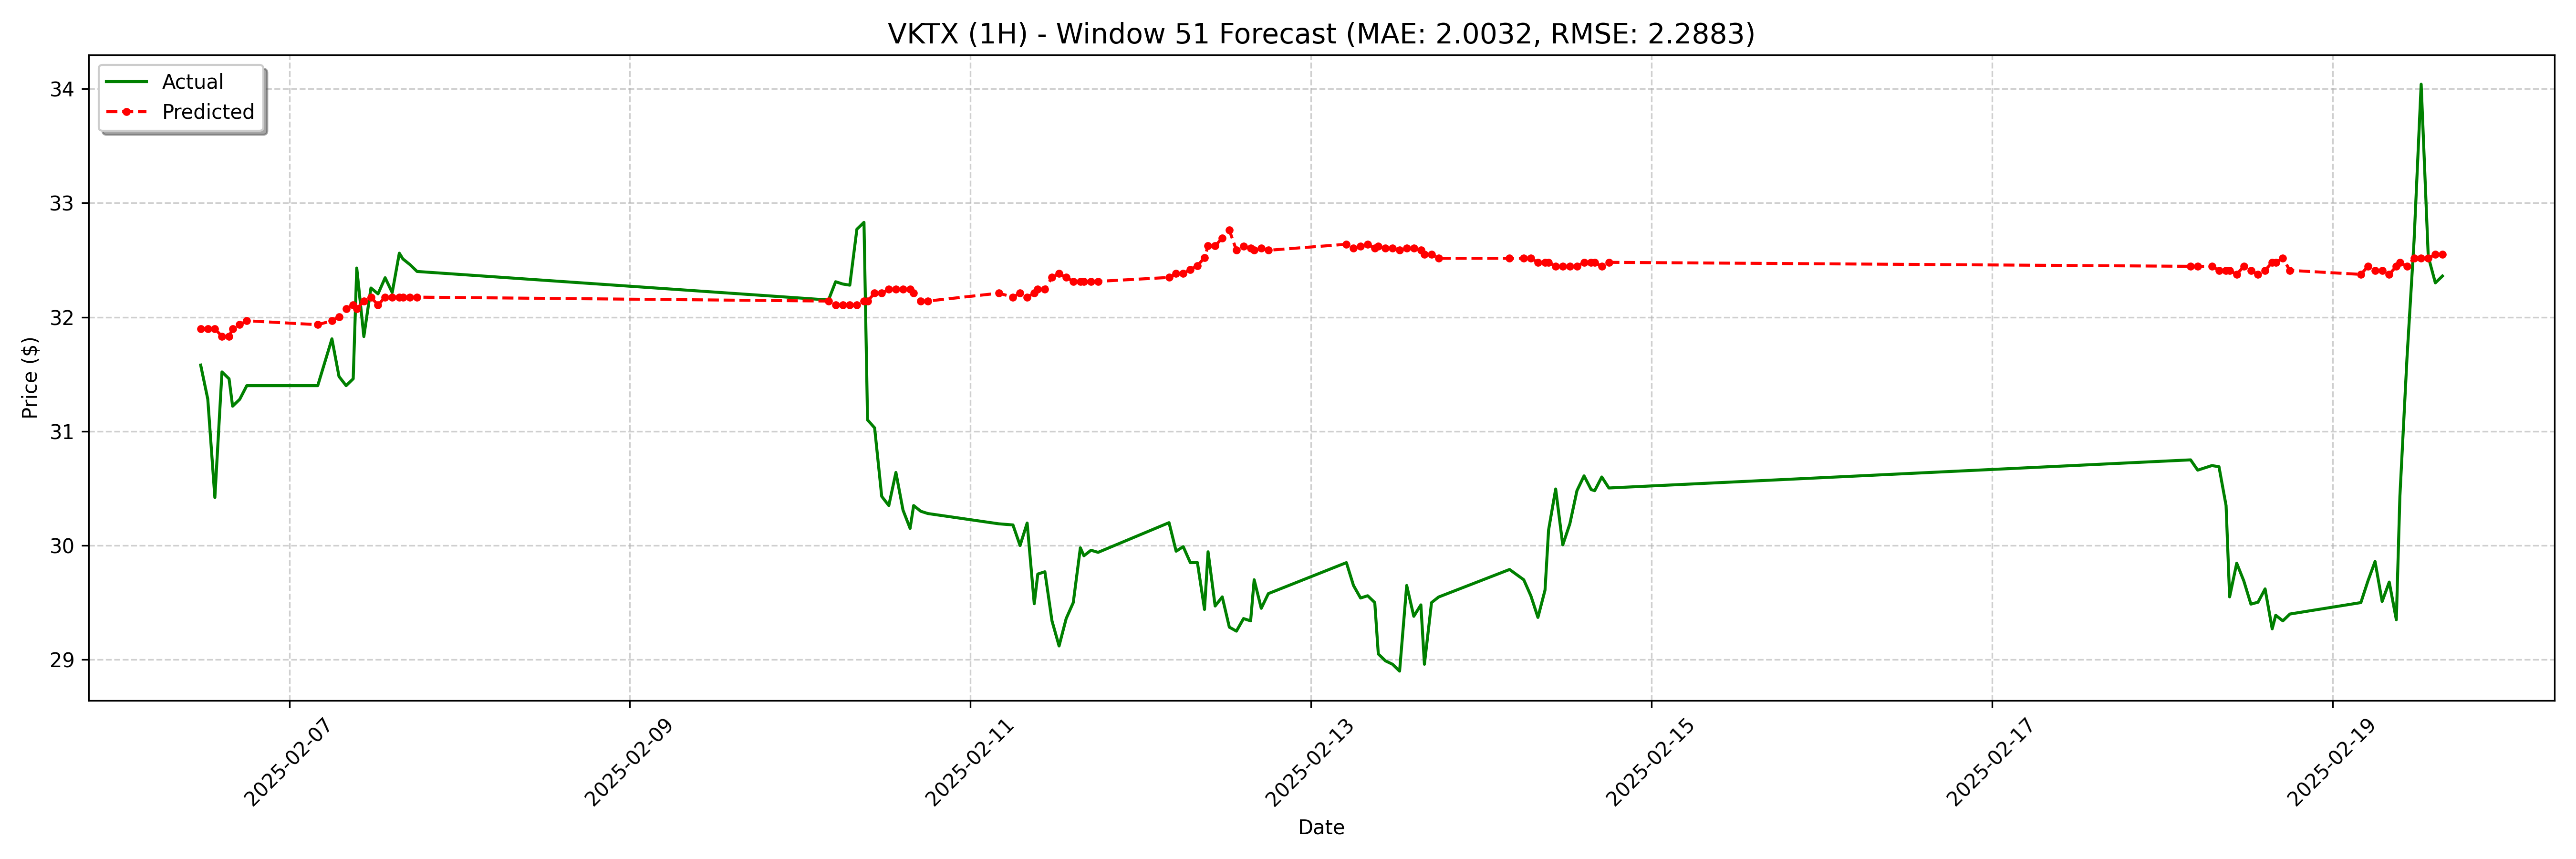 VKTX (1H) - Window 51 Forecast (MAE: 2.0032, RMSE: 2.2883)
Actual
Predicted
Price ($)
34
33
32
31
30
29
2025-02-07
2025-02-09
2025-02-11
2025-02-13
2025-02-15
2025-02-17
2025-02-19
Date